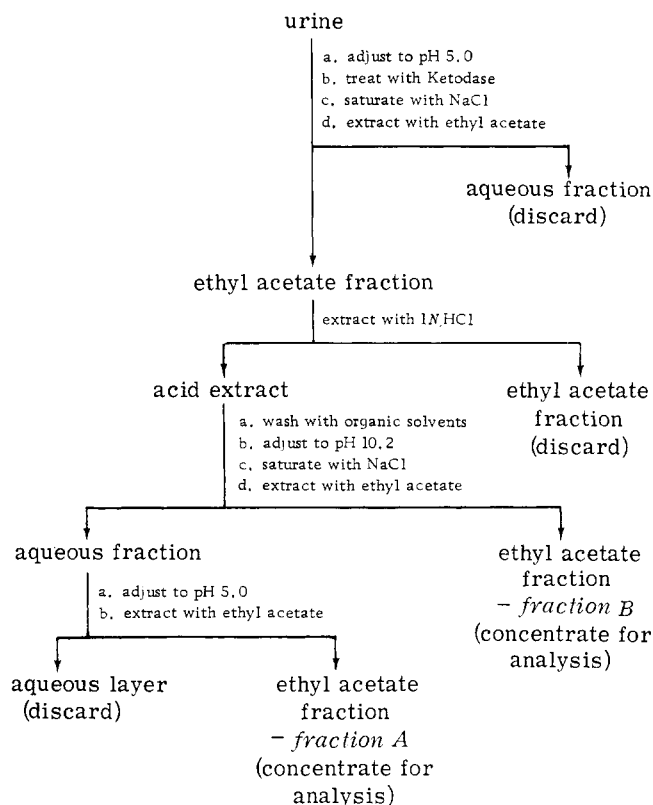 urine
a. adjust to pH 5.0
b. treat with Ketodase
c. saturate with NaCl
d. extract with ethyl acetate
aqueous fraction
(discard)
ethyl acetate fraction
extract with 1N HCl
acid extract
ethyl acetate
fraction
(discard)
a. wash with organic solvents
b. adjust to pH 10.2
c. saturate with NaCl
d. extract with ethyl acetate
aqueous fraction
ethyl acetate
fraction
- fraction B
(concentrate for
analysis)
a. adjust to pH 5.0
b. extract with ethyl acetate
aqueous layer
(discard)
ethyl acetate
fraction
- fraction A
(concentrate for
analysis)